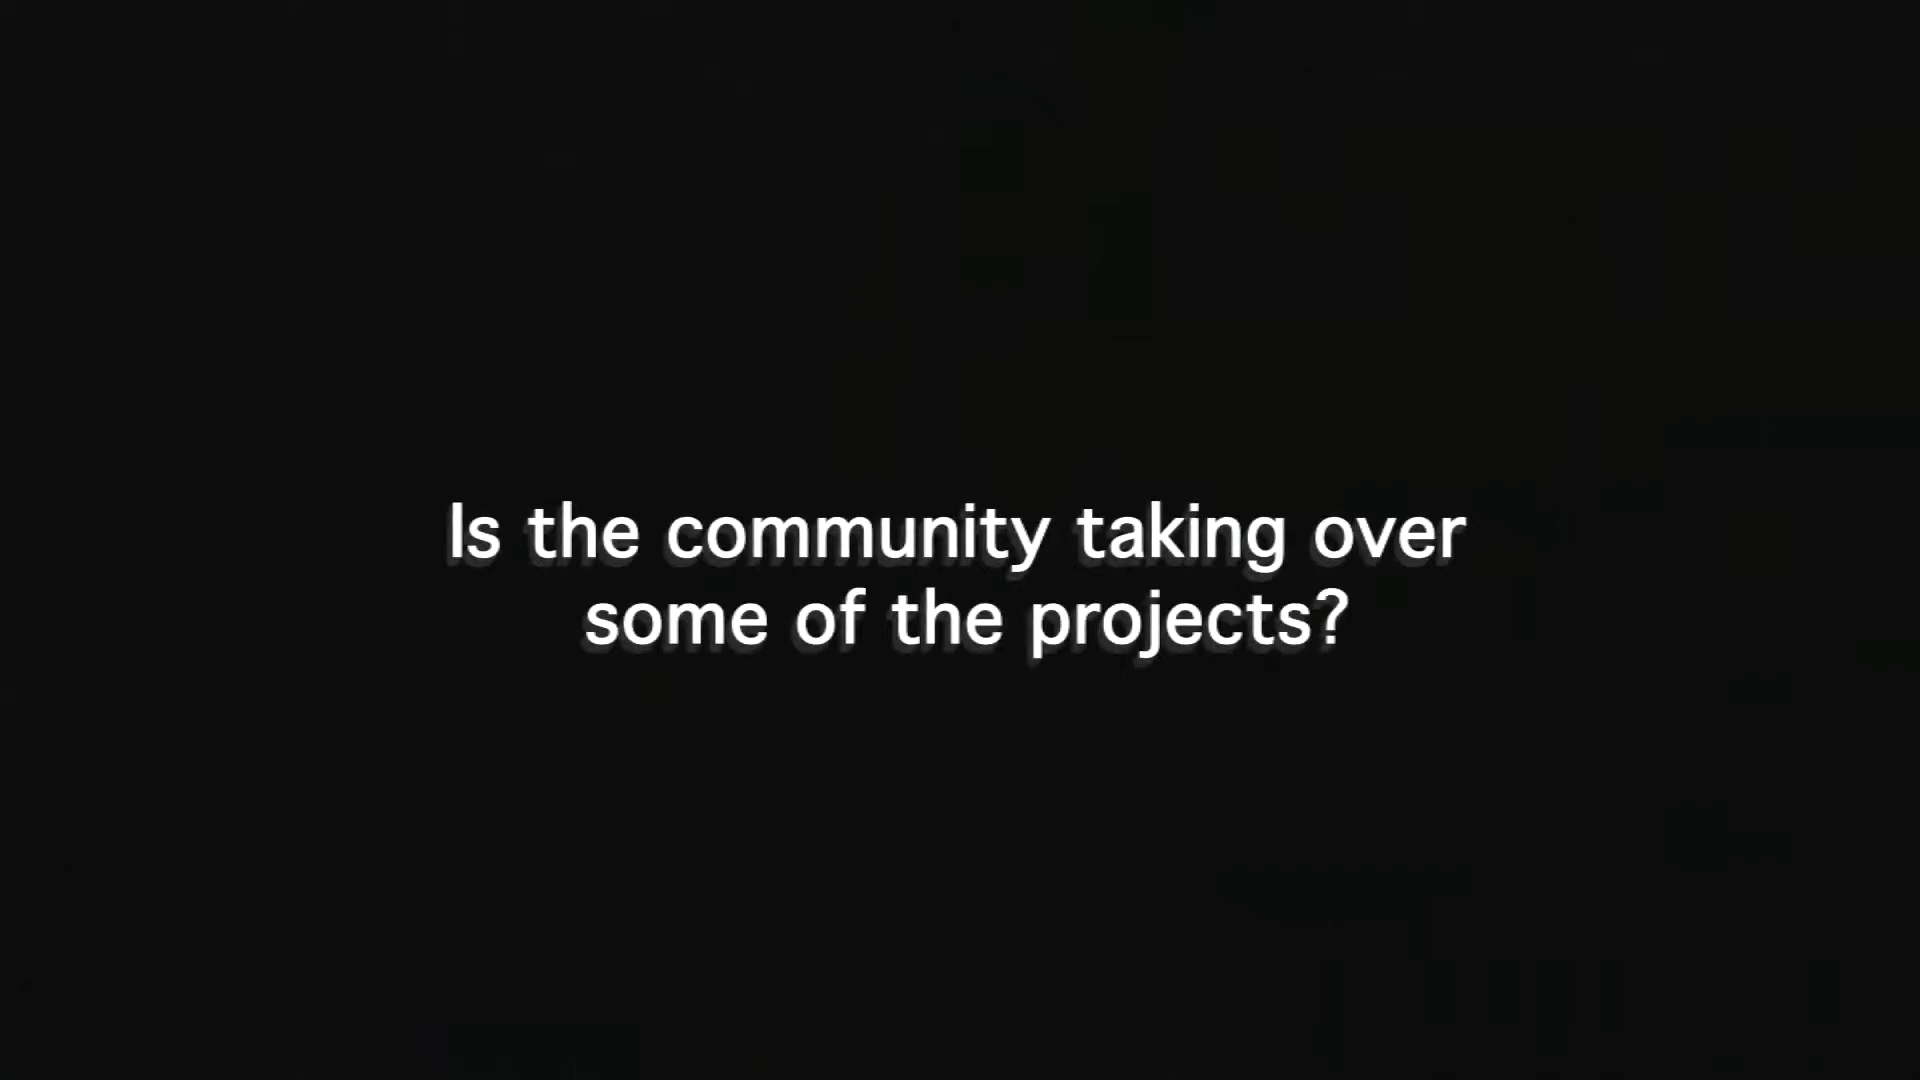 Is the community taking over
some of the projects?